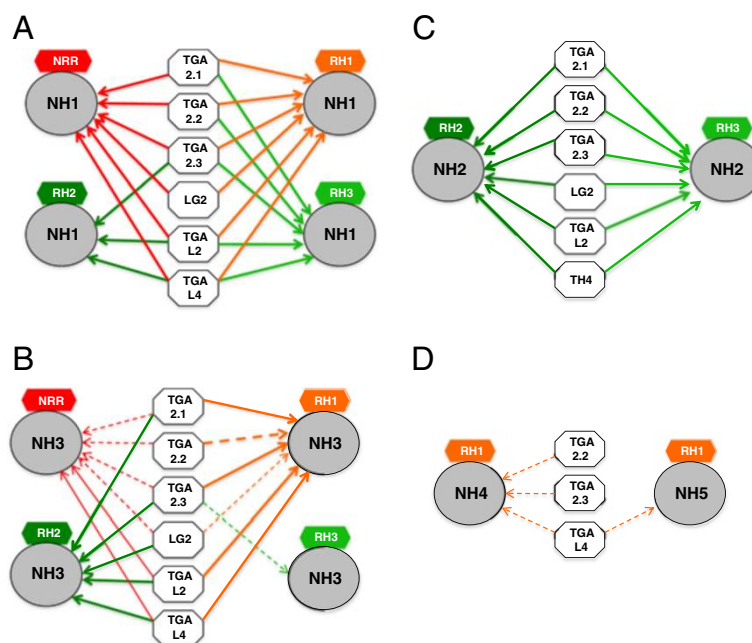 A
NRR
NH1
RH1
NH1
RH2
NH1
RH3
NH1
TGA
2.1
TGA
2.2
TGA
2.3
LG2
TGA
L2
TGA
L4
B
NRR
NH3
RH1
NH3
RH2
NH3
RH3
NH3
TGA
2.1
TGA
2.2
TGA
2.3
LG2
TGA
L2
TGA
L4
C
RH2
NH2
RH3
NH2
TGA
2.1
TGA
2.2
TGA
2.3
LG2
TGA
L2
TH4
D
RH1
NH4
RH1
NH5
TGA
2.2
TGA
2.3
TGA
L4